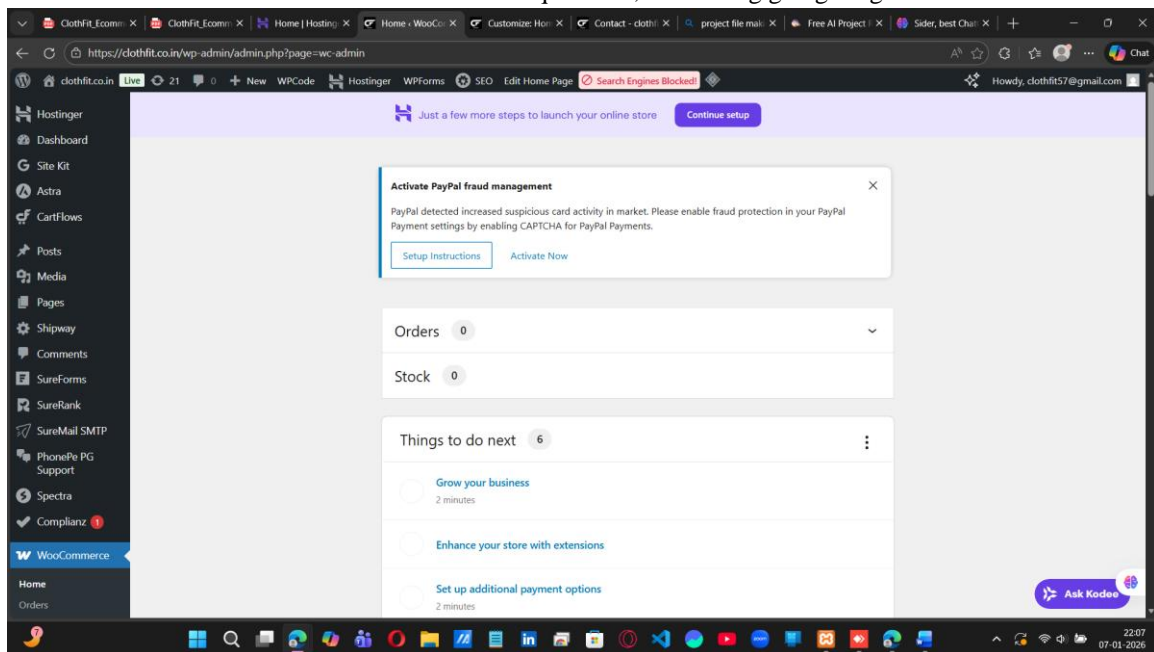 ClothFit_Ecomm
ClothFit_Ecomm
Home | Hosting
Home ‹ WooCo
Customize: Hom
Contact - clothfi
project file maki
Free AI Project
Sider, best Chat
https://clothfit.co.in/wp-admin/admin.php?page=wc-admin
Chat
clothfit.co.in Live 21 0 + New WPCode Hostinger WPForms SEO Edit Home Page Search Engines Blocked!
Howdy, clothfit57@gmail.com
Hostinger
Dashboard
Site Kit
Astra
CartFlows
Posts
Media
Pages
Shipway
Comments
SureForms
SureRank
SureMail SMTP
PhonePe PG
Support
Spectra
Complianz 1
WooCommerce
Home
Orders
Just a few more steps to launch your online store
Continue setup
Activate PayPal fraud management
PayPal detected increased suspicious card activity in market. Please enable fraud protection in your PayPal
Payment settings by enabling CAPTCHA for PayPal Payments.
Setup Instructions
Activate Now
Orders 0
Stock 0
Things to do next 6
Grow your business
2 minutes
Enhance your store with extensions
Set up additional payment options
2 minutes
Ask Kodee
22:07
07-01-2026